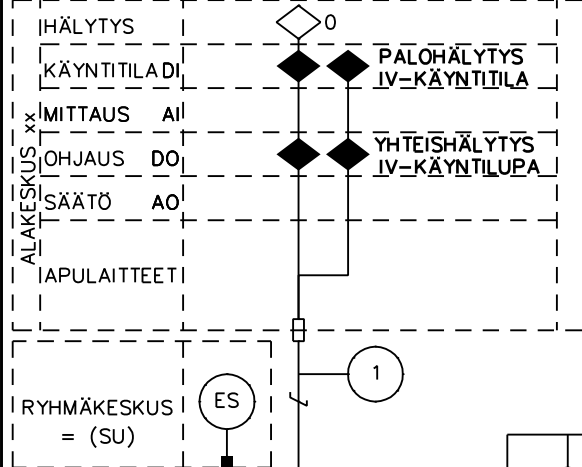 HÄLYTYS
0
KÄYNTITILA DI
PALOHÄLYTYS
IV-KÄYNTITILA
MITTAUS AI
OHJAUS DO
YHTEISHÄLYTYS
IV-KÄYNTILUPA
SÄÄTÖ AO
APULAITTEET
ALAKESKUS xx
1
ES
RYHMÄKESKUS
= (SU)